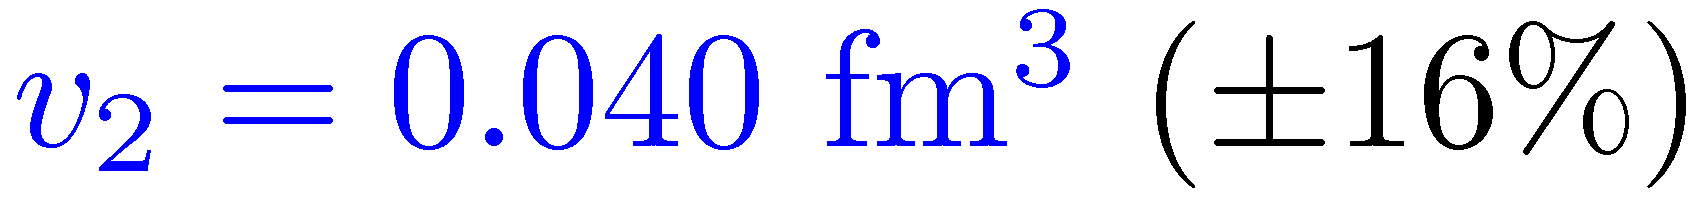 v₂ = 0.040 fm³ (±16%)